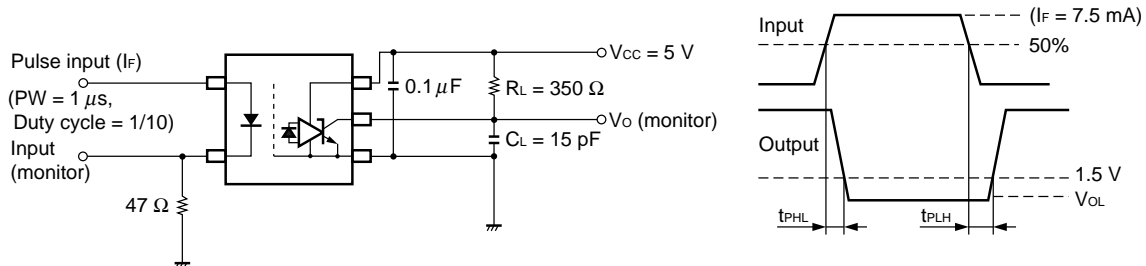 Pulse input (IF)
(PW = 1 μs,
Duty cycle = 1/10)
Input
(monitor)
47 Ω
0.1 μF
VCC = 5 V
RL = 350 Ω
VO (monitor)
CL = 15 pF
Input
(IF = 7.5 mA)
50%
Output
1.5 V
VOL
tPHL
tPLH